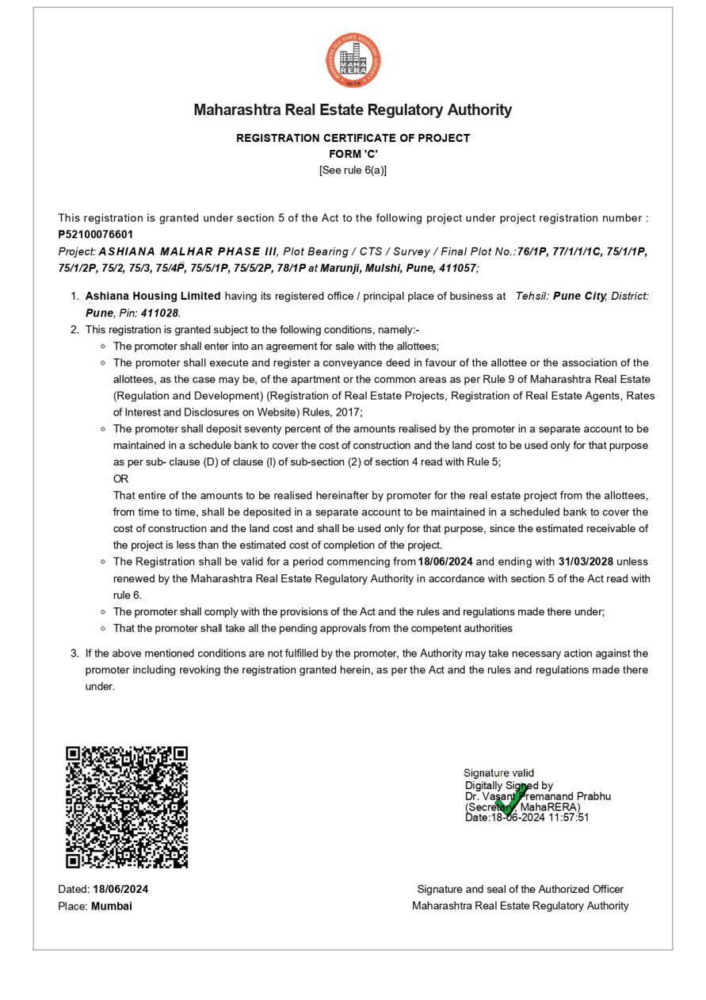 MAHARASHTRA REAL ESTATE REGULATORY AUTHORITY
MAHA
RERA
Maharashtra Real Estate Regulatory Authority
REGISTRATION CERTIFICATE OF PROJECT
FORM 'C'
[See rule 6(a)]
This registration is granted under section 5 of the Act to the following project under project registration number :
P52100076601
Project: ASHIANA MALHAR PHASE III, Plot Bearing / CTS / Survey / Final Plot No.:76/1P, 77/1/1/1C, 75/1/1P,
75/1/2P, 75/2, 75/3, 75/4P, 75/5/1P, 75/5/2P, 78/1P at Marunji, Mulshi, Pune, 411057;
1. Ashiana Housing Limited having its registered office / principal place of business at Tehsil: Pune City, District:
Pune, Pin: 411028.
2. This registration is granted subject to the following conditions, namely:-
The promoter shall enter into an agreement for sale with the allottees;
The promoter shall execute and register a conveyance deed in favour of the allottee or the association of the
allottees, as the case may be, of the apartment or the common areas as per Rule 9 of Maharashtra Real Estate
(Regulation and Development) (Registration of Real Estate Projects, Registration of Real Estate Agents, Rates
of Interest and Disclosures on Website) Rules, 2017;
The promoter shall deposit seventy percent of the amounts realised by the promoter in a separate account to be
maintained in a schedule bank to cover the cost of construction and the land cost to be used only for that purpose
as per sub- clause (D) of clause (l) of sub-section (2) of section 4 read with Rule 5;
OR
That entire of the amounts to be realised hereinafter by promoter for the real estate project from the allottees,
from time to time, shall be deposited in a separate account to be maintained in a scheduled bank to cover the
cost of construction and the land cost and shall be used only for that purpose, since the estimated receivable of
the project is less than the estimated cost of completion of the project.
The Registration shall be valid for a period commencing from 18/06/2024 and ending with 31/03/2028 unless
renewed by the Maharashtra Real Estate Regulatory Authority in accordance with section 5 of the Act read with
rule 6.
The promoter shall comply with the provisions of the Act and the rules and regulations made there under;
That the promoter shall take all the pending approvals from the competent authorities
3. If the above mentioned conditions are not fulfilled by the promoter, the Authority may take necessary action against the
promoter including revoking the registration granted herein, as per the Act and the rules and regulations made there
under.
Signature valid
Digitally Signed by
Dr. Vasant Premanand Prabhu
(Secretary, MahaRERA)
Date:18-06-2024 11:57:51
Dated: 18/06/2024
Place: Mumbai
Signature and seal of the Authorized Officer
Maharashtra Real Estate Regulatory Authority